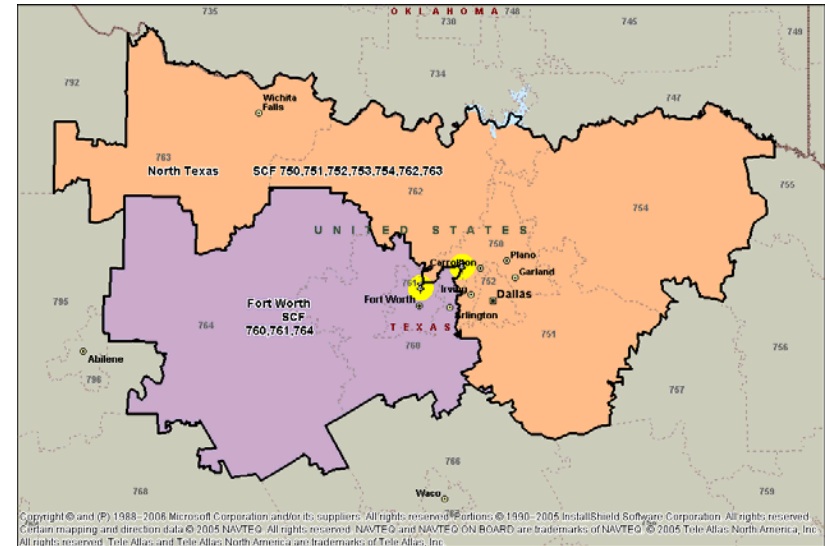 735
OKLAHOMA
748
730
745
749
734
792
747
Wichita
Falls
763
North Texas
SCF 750,751,752,753,754,762,763
762
755
754
UNITED STATES
750
Plano
Carrollton
Garland
761
752
Irving
Dallas
Fort Worth
Fort Worth
SCF
760,761,764
795
764
Arlington
TEXAS
751
760
756
Abilene
796
757
766
Waco
768
759
Copyright © and (P) 1988–2006 Microsoft Corporation and/or its suppliers. All rights reserved. Portions © 1990–2005 InstallShield Software Corporation. All rights reserved.
Certain mapping and direction data © 2005 NAVTEQ. All rights reserved. NAVTEQ and NAVTEQ ON BOARD are trademarks of NAVTEQ. © 2005 Tele Atlas North America, Inc.
All rights reserved. Tele Atlas and Tele Atlas North America are trademarks of Tele Atlas, Inc.